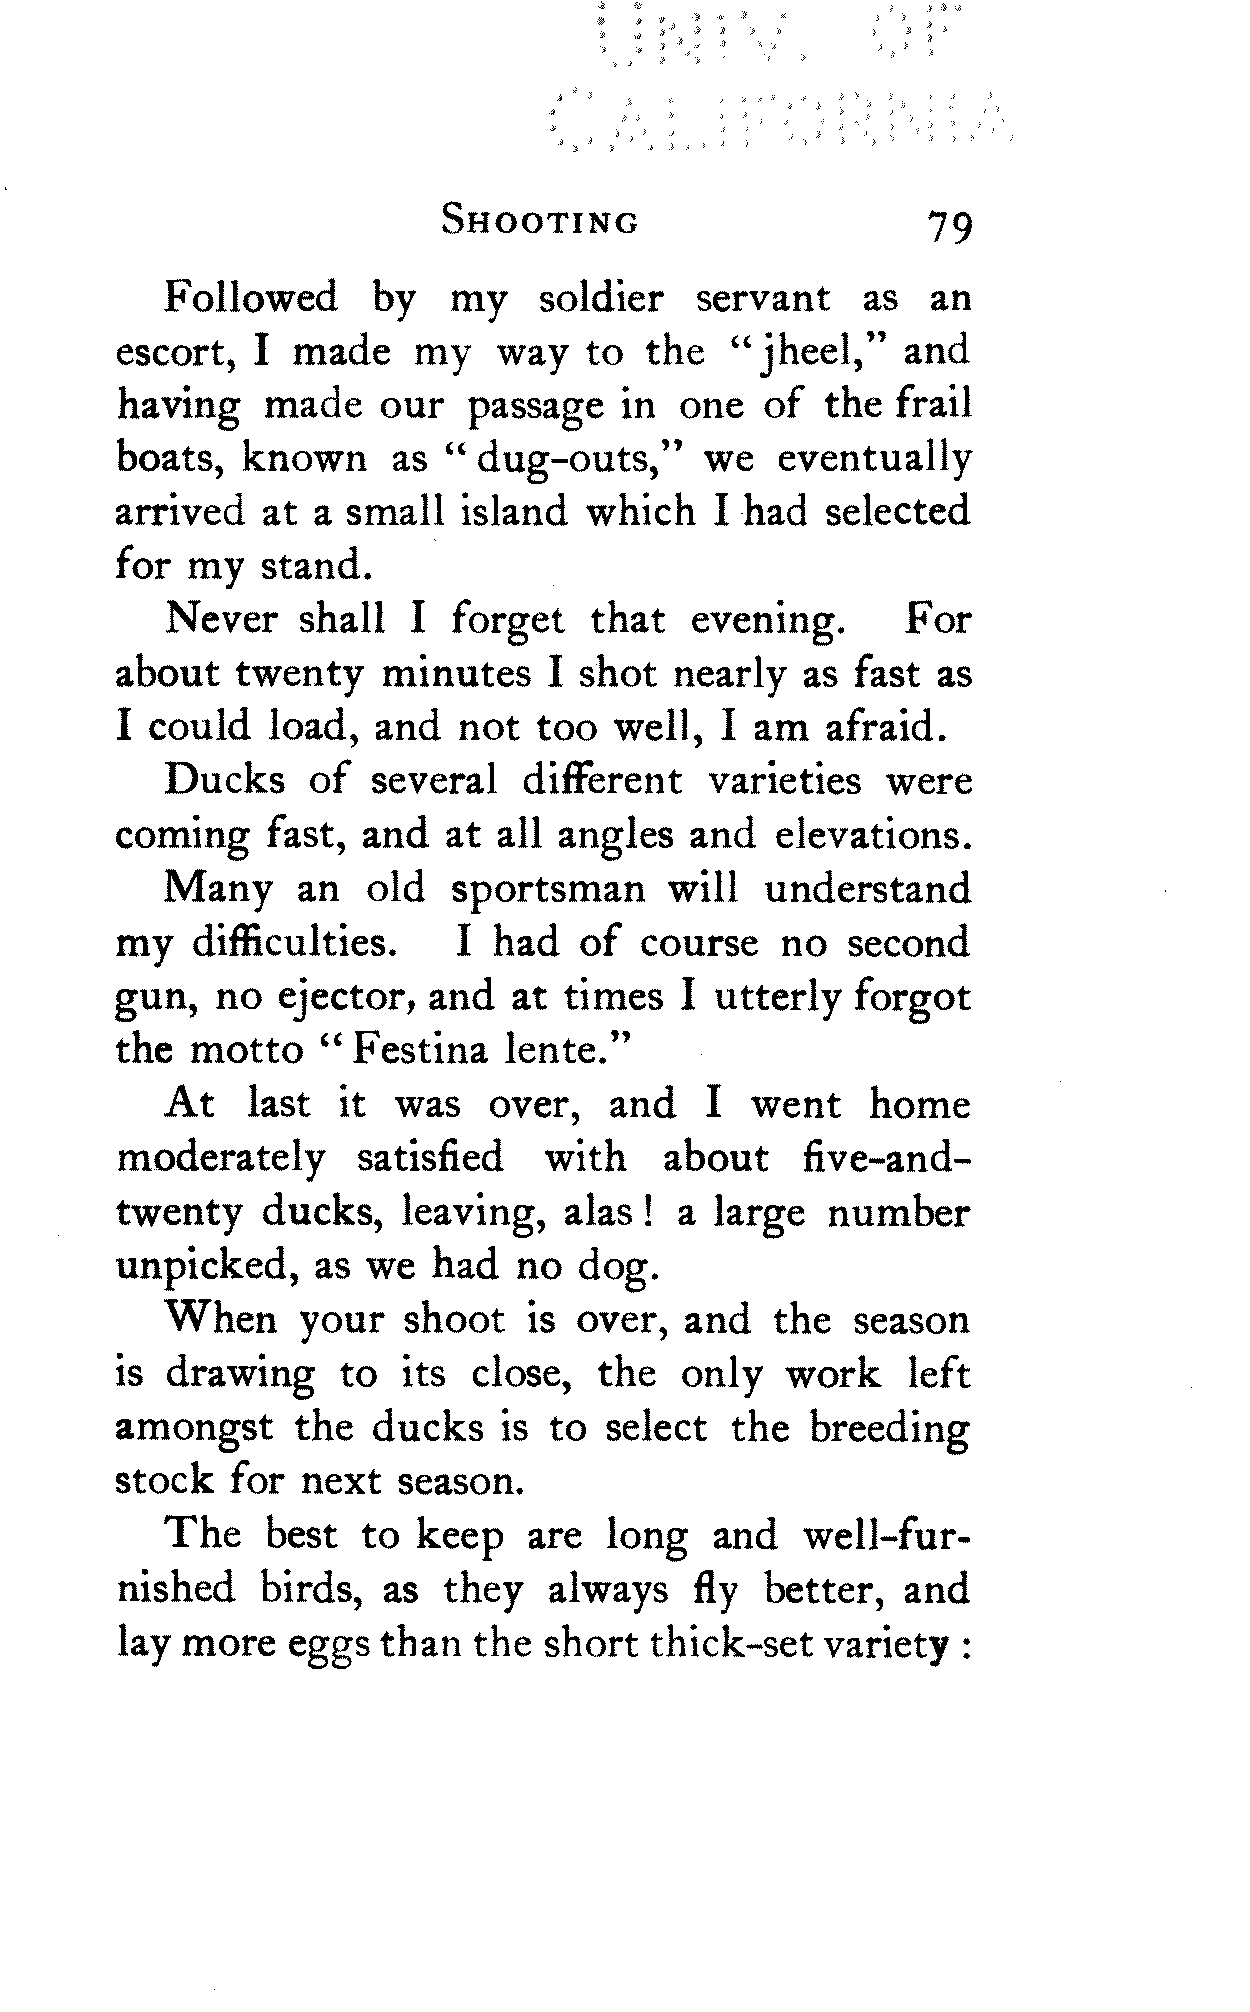 UNIV. OF
CALIFORNIA
SHOOTING 79
Followed by my soldier servant as an
escort, I made my way to the “jheel,” and
having made our passage in one of the frail
boats, known as “dug-outs,” we eventually
arrived at a small island which I had selected
for my stand.
Never shall I forget that evening. For
about twenty minutes I shot nearly as fast as
I could load, and not too well, I am afraid.
Ducks of several different varieties were
coming fast, and at all angles and elevations.
Many an old sportsman will understand
my difficulties. I had of course no second
gun, no ejector, and at times I utterly forgot
the motto “Festina lente.”
At last it was over, and I went home
moderately satisfied with about five-and-
twenty ducks, leaving, alas! a large number
unpicked, as we had no dog.
When your shoot is over, and the season
is drawing to its close, the only work left
amongst the ducks is to select the breeding
stock for next season.
The best to keep are long and well-fur-
nished birds, as they always fly better, and
lay more eggs than the short thick-set variety :